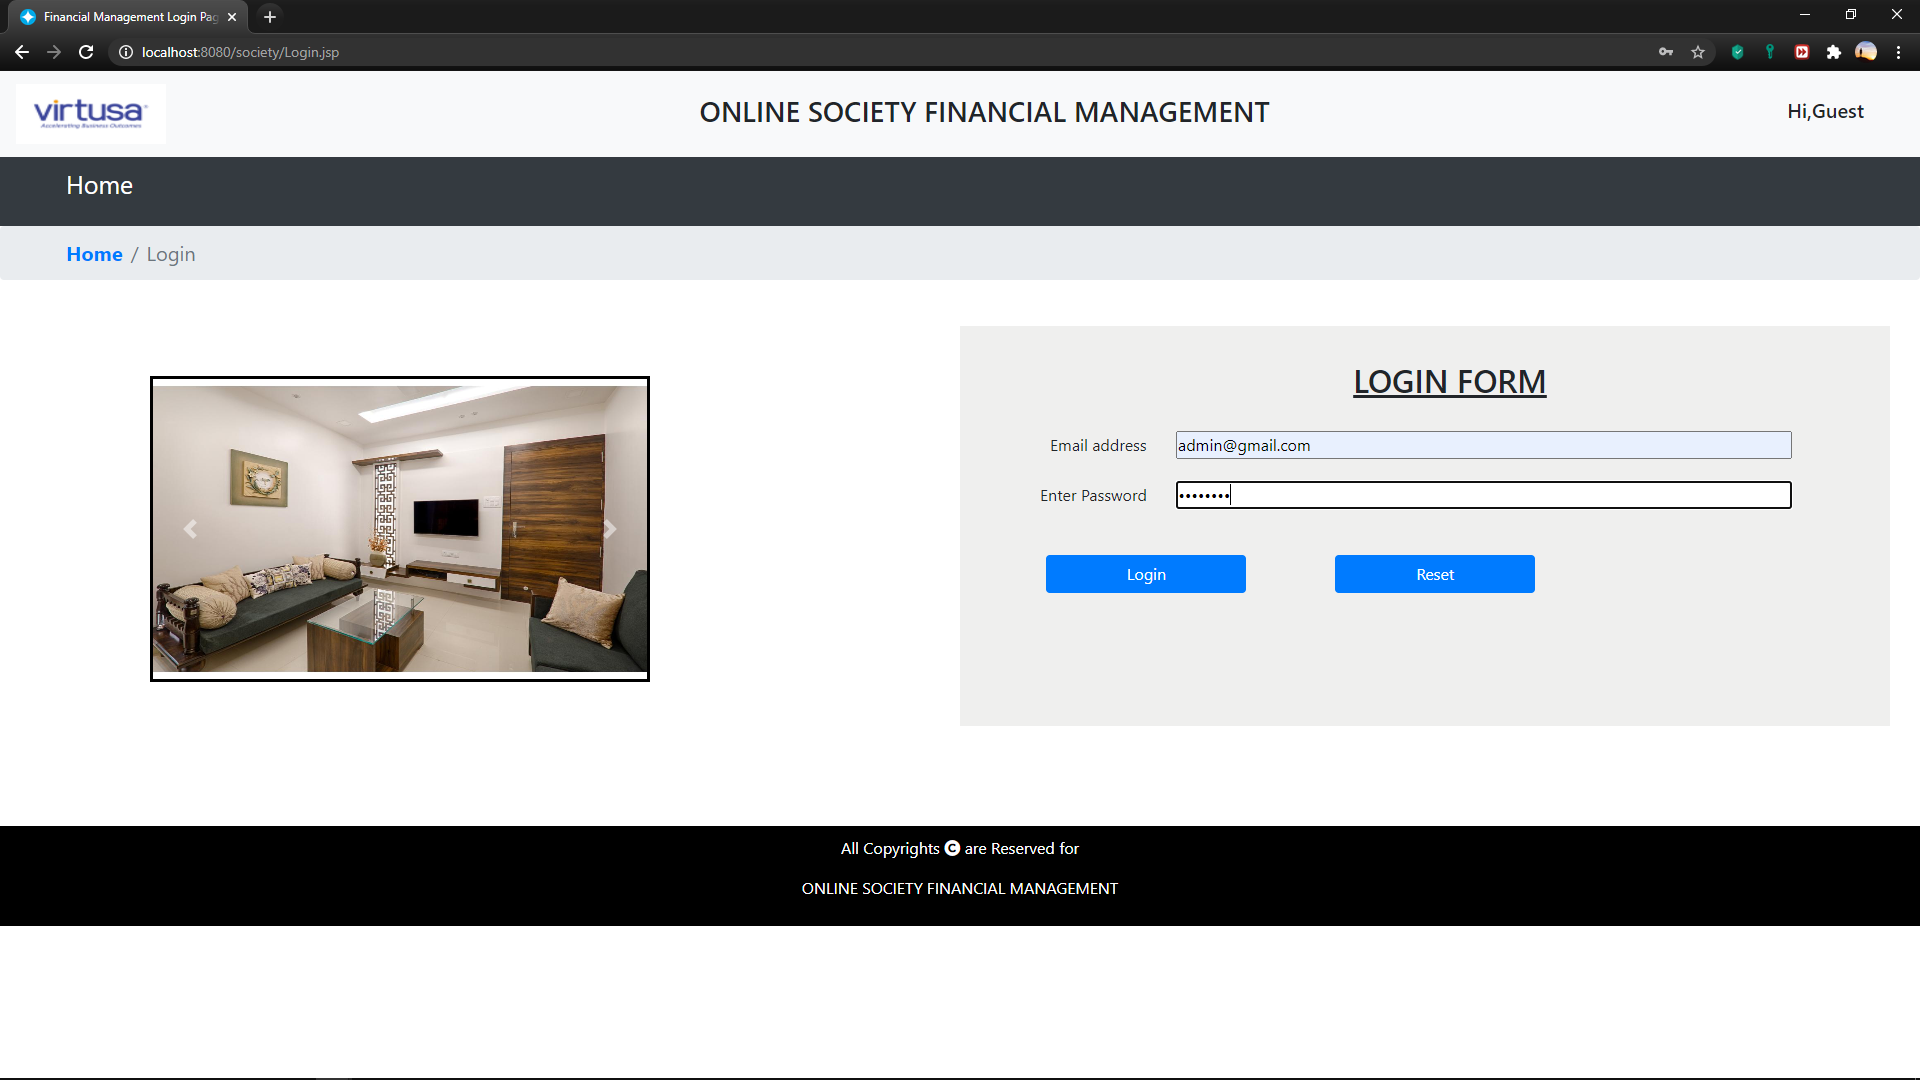 Financial Management Login Pag
localhost:8080/society/Login.jsp
virtusa
Accelerating Business Outcomes
ONLINE SOCIETY FINANCIAL MANAGEMENT
Hi,Guest
Home
Home / Login
LOGIN FORM
Email address admin@gmail.com
Enter Password ••••••••
Login Reset
All Copyrights C are Reserved for
ONLINE SOCIETY FINANCIAL MANAGEMENT